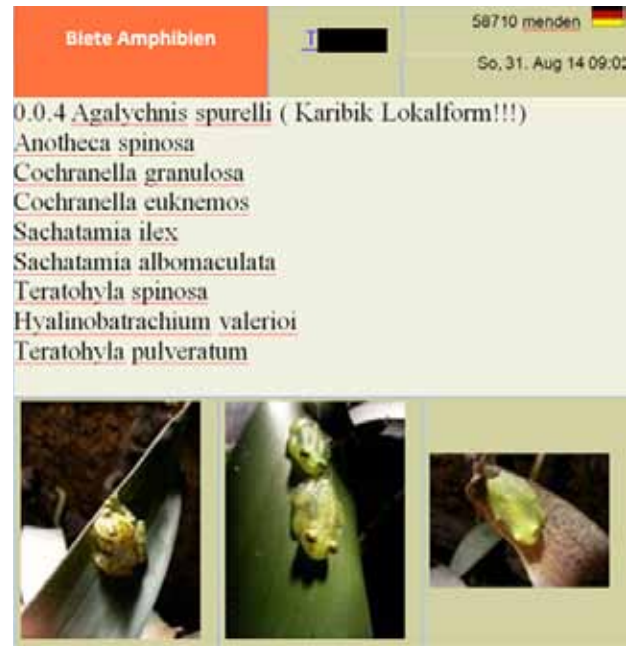 Biete Amphibien
T
58710 menden
So, 31. Aug 14 09:02
0.0.4 Agalychnis spurelli ( Karibik Lokalform!!!)
Anotheca spinosa
Cochranella granulosa
Cochranella euknemos
Sachatamia ilex
Sachatamia albomaculata
Teratohyla spinosa
Hyalinobatrachium valerioi
Teratohyla pulveratum